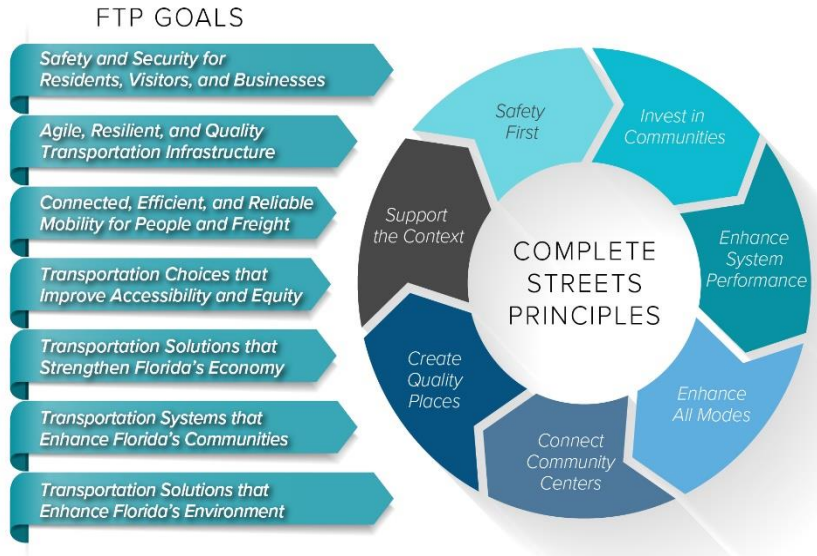 FTP GOALS
Safety and Security for
Residents, Visitors, and Businesses
Agile, Resilient, and Quality
Transportation Infrastructure
Connected, Efficient, and Reliable
Mobility for People and Freight
Transportation Choices that
Improve Accessibility and Equity
Transportation Solutions that
Strengthen Florida's Economy
Transportation Systems that
Enhance Florida's Communities
Transportation Solutions that
Enhance Florida's Environment
COMPLETE
STREETS
PRINCIPLES
Safety
First
Invest in
Communities
Enhance
System
Performance
Enhance
All Modes
Connect
Community
Centers
Create
Quality
Places
Support
the Context